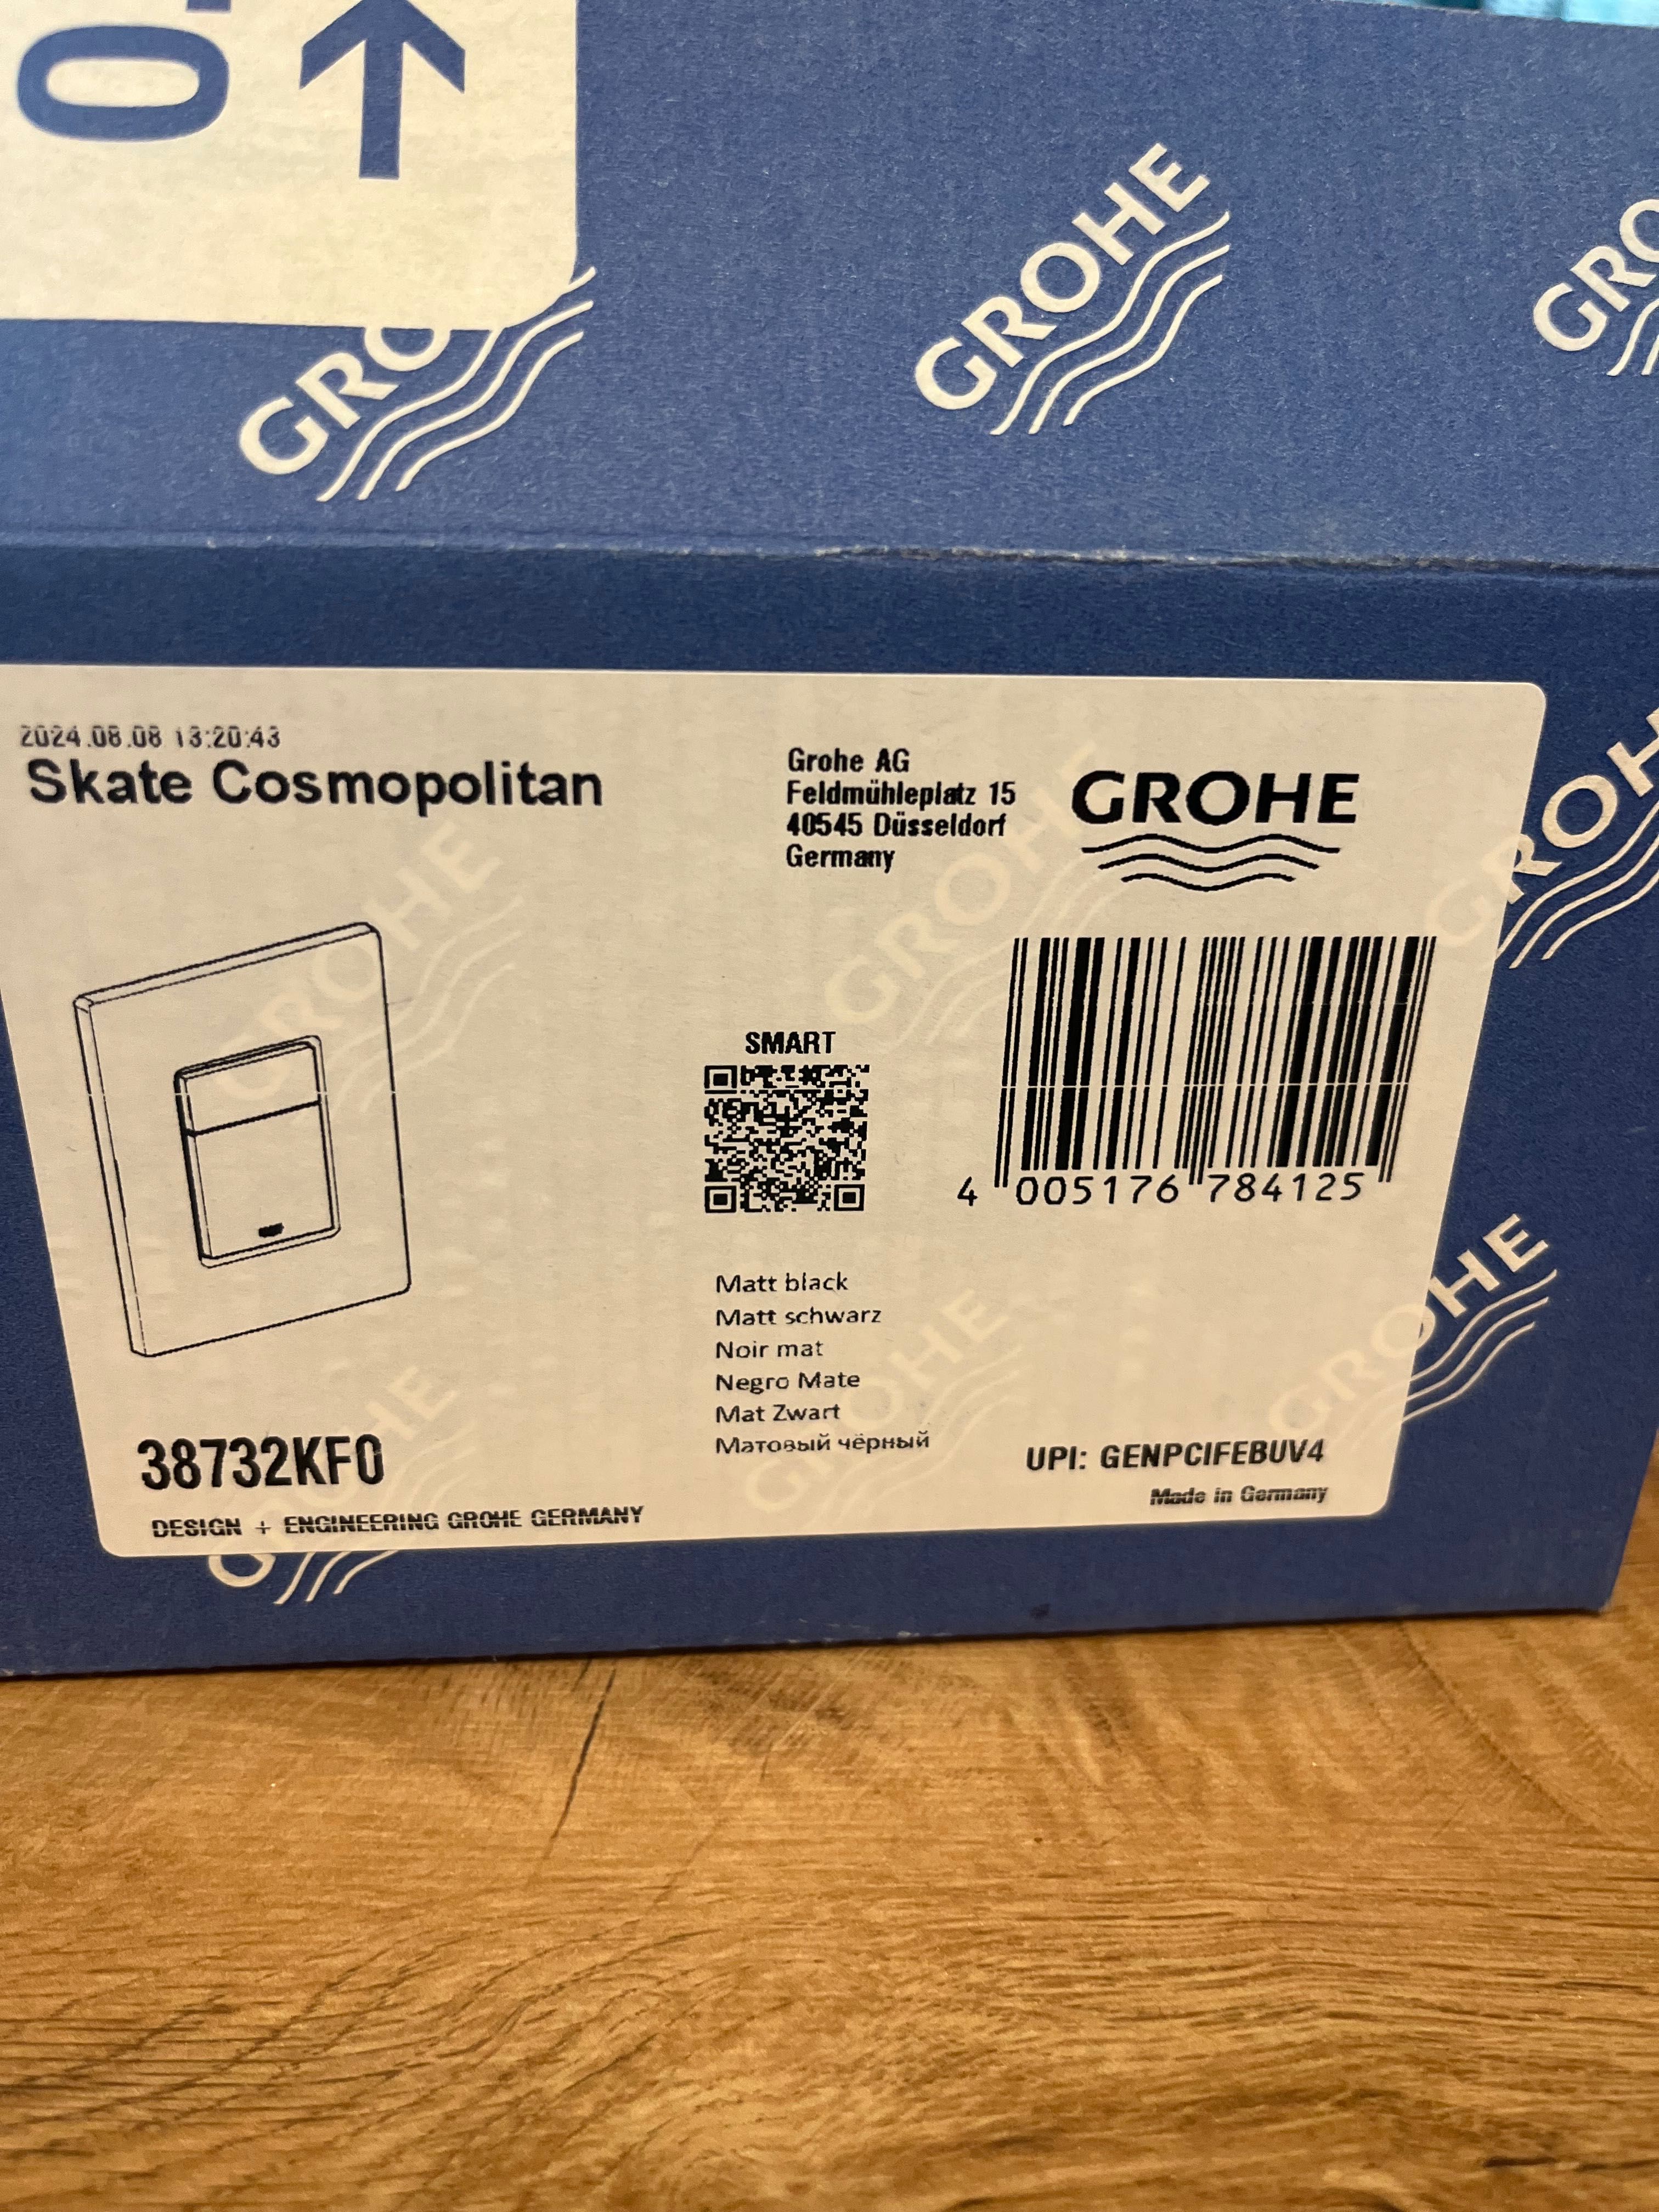 GROHE
GRO
GRO
2024.08.08 13:20:43
Skate Cosmopolitan
Grohe AG
Feldmühleplatz 15
40545 Düsseldorf
Germany
GROHE
SMART
4 005176 784125
Matt black
Matt schwarz
Noir mat
Negro Mate
Mat Zwart
Матовый чёрный
38732KF0
UPI: GENPCIFEBUV4
DESIGN + ENGINEERING GROHE GERMANY
Made in Germany
GROHE
GROHE